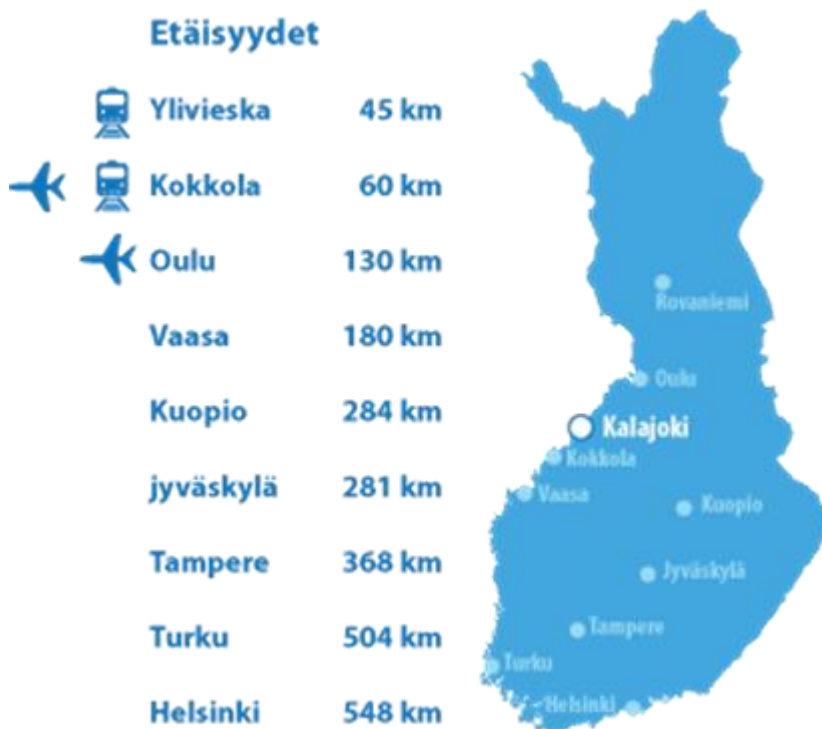 Etäisyydet
Ylivieska 45 km
Kokkola 60 km
Oulu 130 km
Vaasa 180 km
Kuopio 284 km
jyväskylä 281 km
Tampere 368 km
Turku 504 km
Helsinki 548 km
Rovaniemi
Oulu
Kalajoki
Kokkola
Vaasa
Kuopio
Jyväskylä
Tampere
Turku
Helsinki